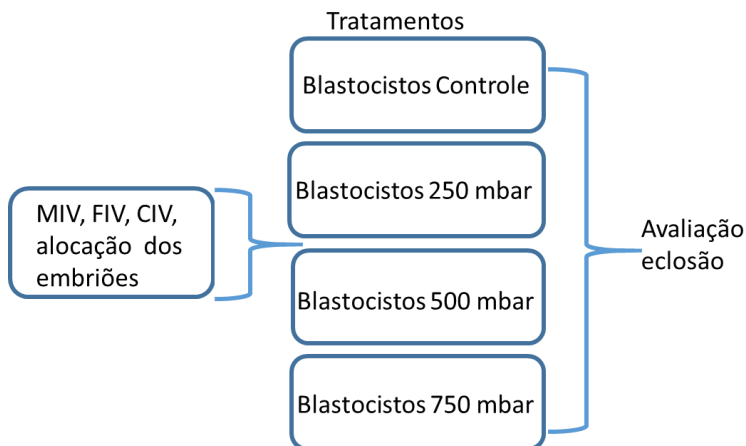 Tratamentos
Blastocistos Controle
Blastocistos 250 mbar
MIV, FIV, CIV,
alocação dos
embriões
Blastocistos 500 mbar
Blastocistos 750 mbar
Avaliação
eclosão